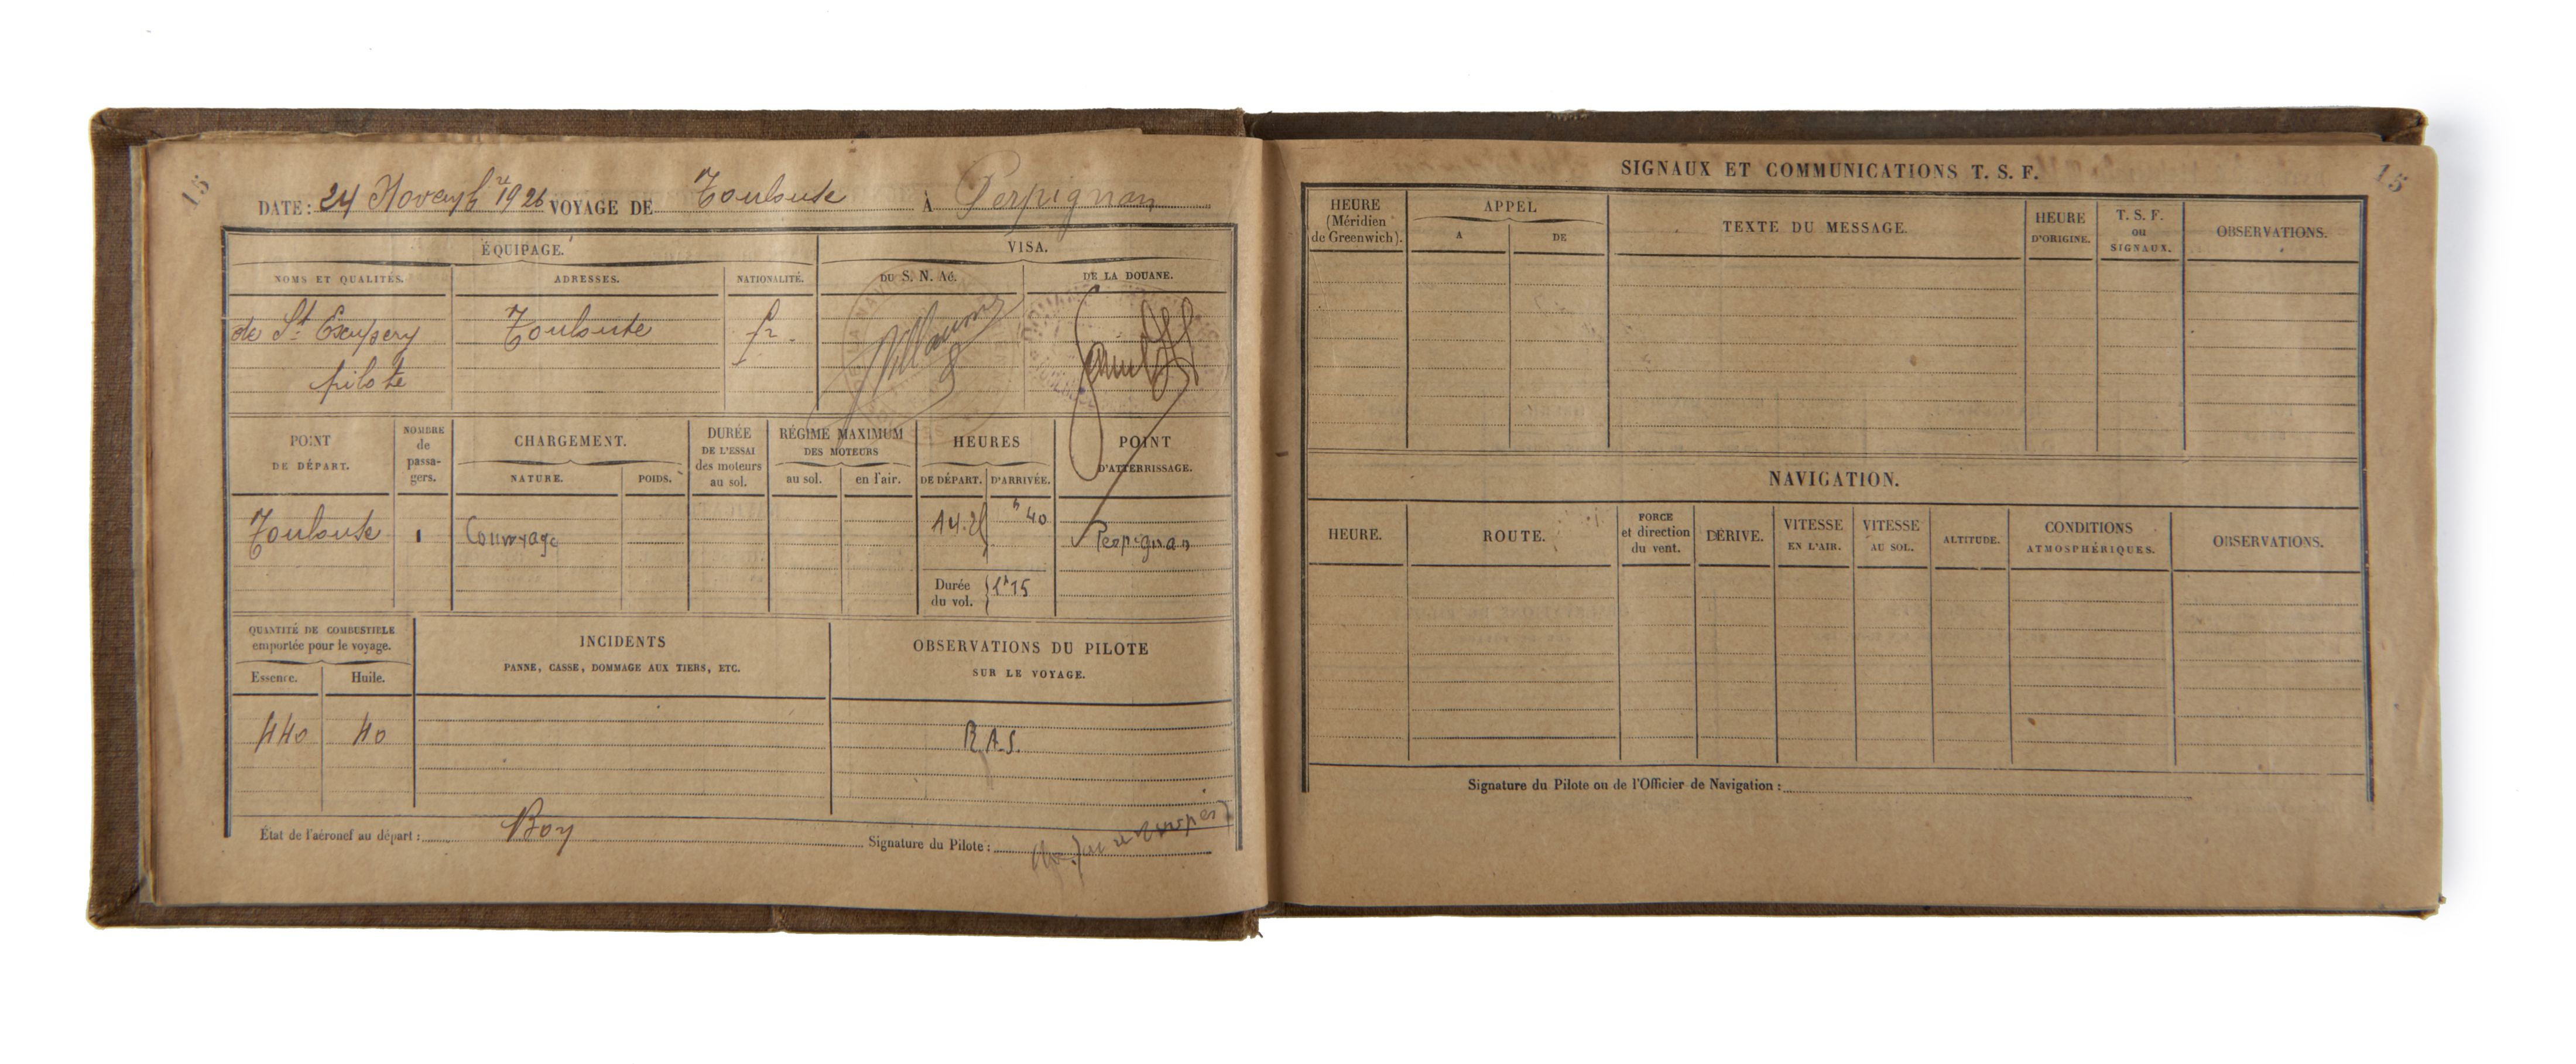 15
DATE: 24 Novemb re 1926 VOYAGE DE Toulouse À Perpignan
ÉQUIPAGE. VISA.
NOMS ET QUALITÉS. ADRESSES. NATIONALITÉ. DU S. N. Aé. DE LA DOUANE.
de St Exupery Toulouse fr.
pilote
POINT DE DÉPART. NOMBRE de passa- gers. CHARGEMENT. DURÉE DE L'ESSAI des moteurs au sol. RÉGIME MAXIMUM DES MOTEURS HEURES POINT D'ATTERRISSAGE.
NATURE. POIDS. au sol. en l'air. DE DÉPART. D'ARRIVÉE.
Toulouse 1 Convoyage h 40 Perpignan
Durée du vol. 1h15
QUANTITÉ DE COMBUSTIBLE emportée pour le voyage. INCIDENTS PANNE, CASSE, DOMMAGE AUX TIERS, ETC. OBSERVATIONS DU PILOTE SUR LE VOYAGE.
Essence. Huile.
440 40 R.A.S.
État de l'aéronef au départ: Bon Signature du Pilote:
15
SIGNAUX ET COMMUNICATIONS T. S. F.
HEURE (Méridien de Greenwich). APPEL TEXTE DU MESSAGE. HEURE D'ORIGINE. T. S. F. ou SIGNAUX. OBSERVATIONS.
A DE
NAVIGATION.
HEURE. ROUTE. FORCE et direction du vent. DÉRIVE. VITESSE EN L'AIR. VITESSE AU SOL. ALTITUDE. CONDITIONS ATMOSPHÉRIQUES. OBSERVATIONS.
Signature du Pilote ou de l'Officier de Navigation: